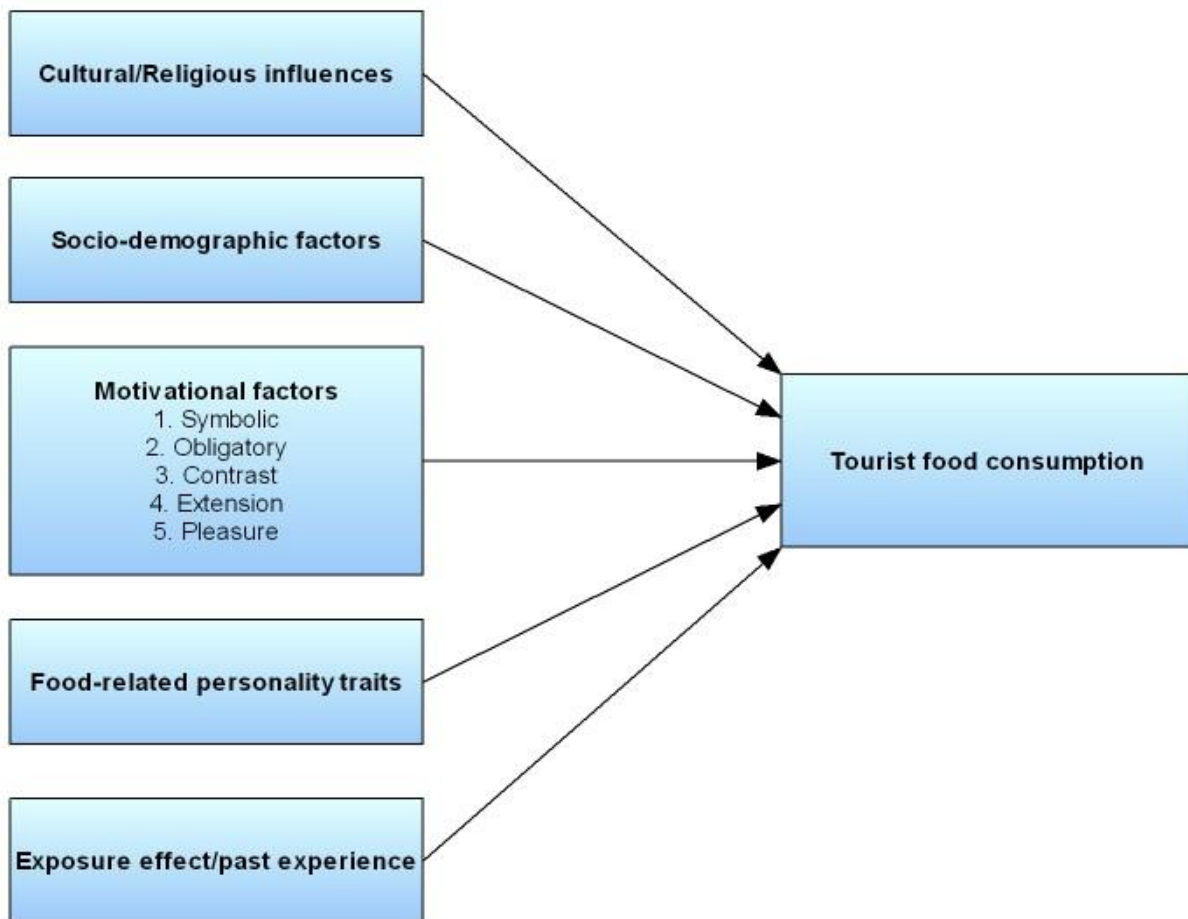 Cultural/Religious influences
Socio-demographic factors
Motivational factors
1. Symbolic
2. Obligatory
3. Contrast
4. Extension
5. Pleasure
Tourist food consumption
Food-related personality traits
Exposure effect/past experience